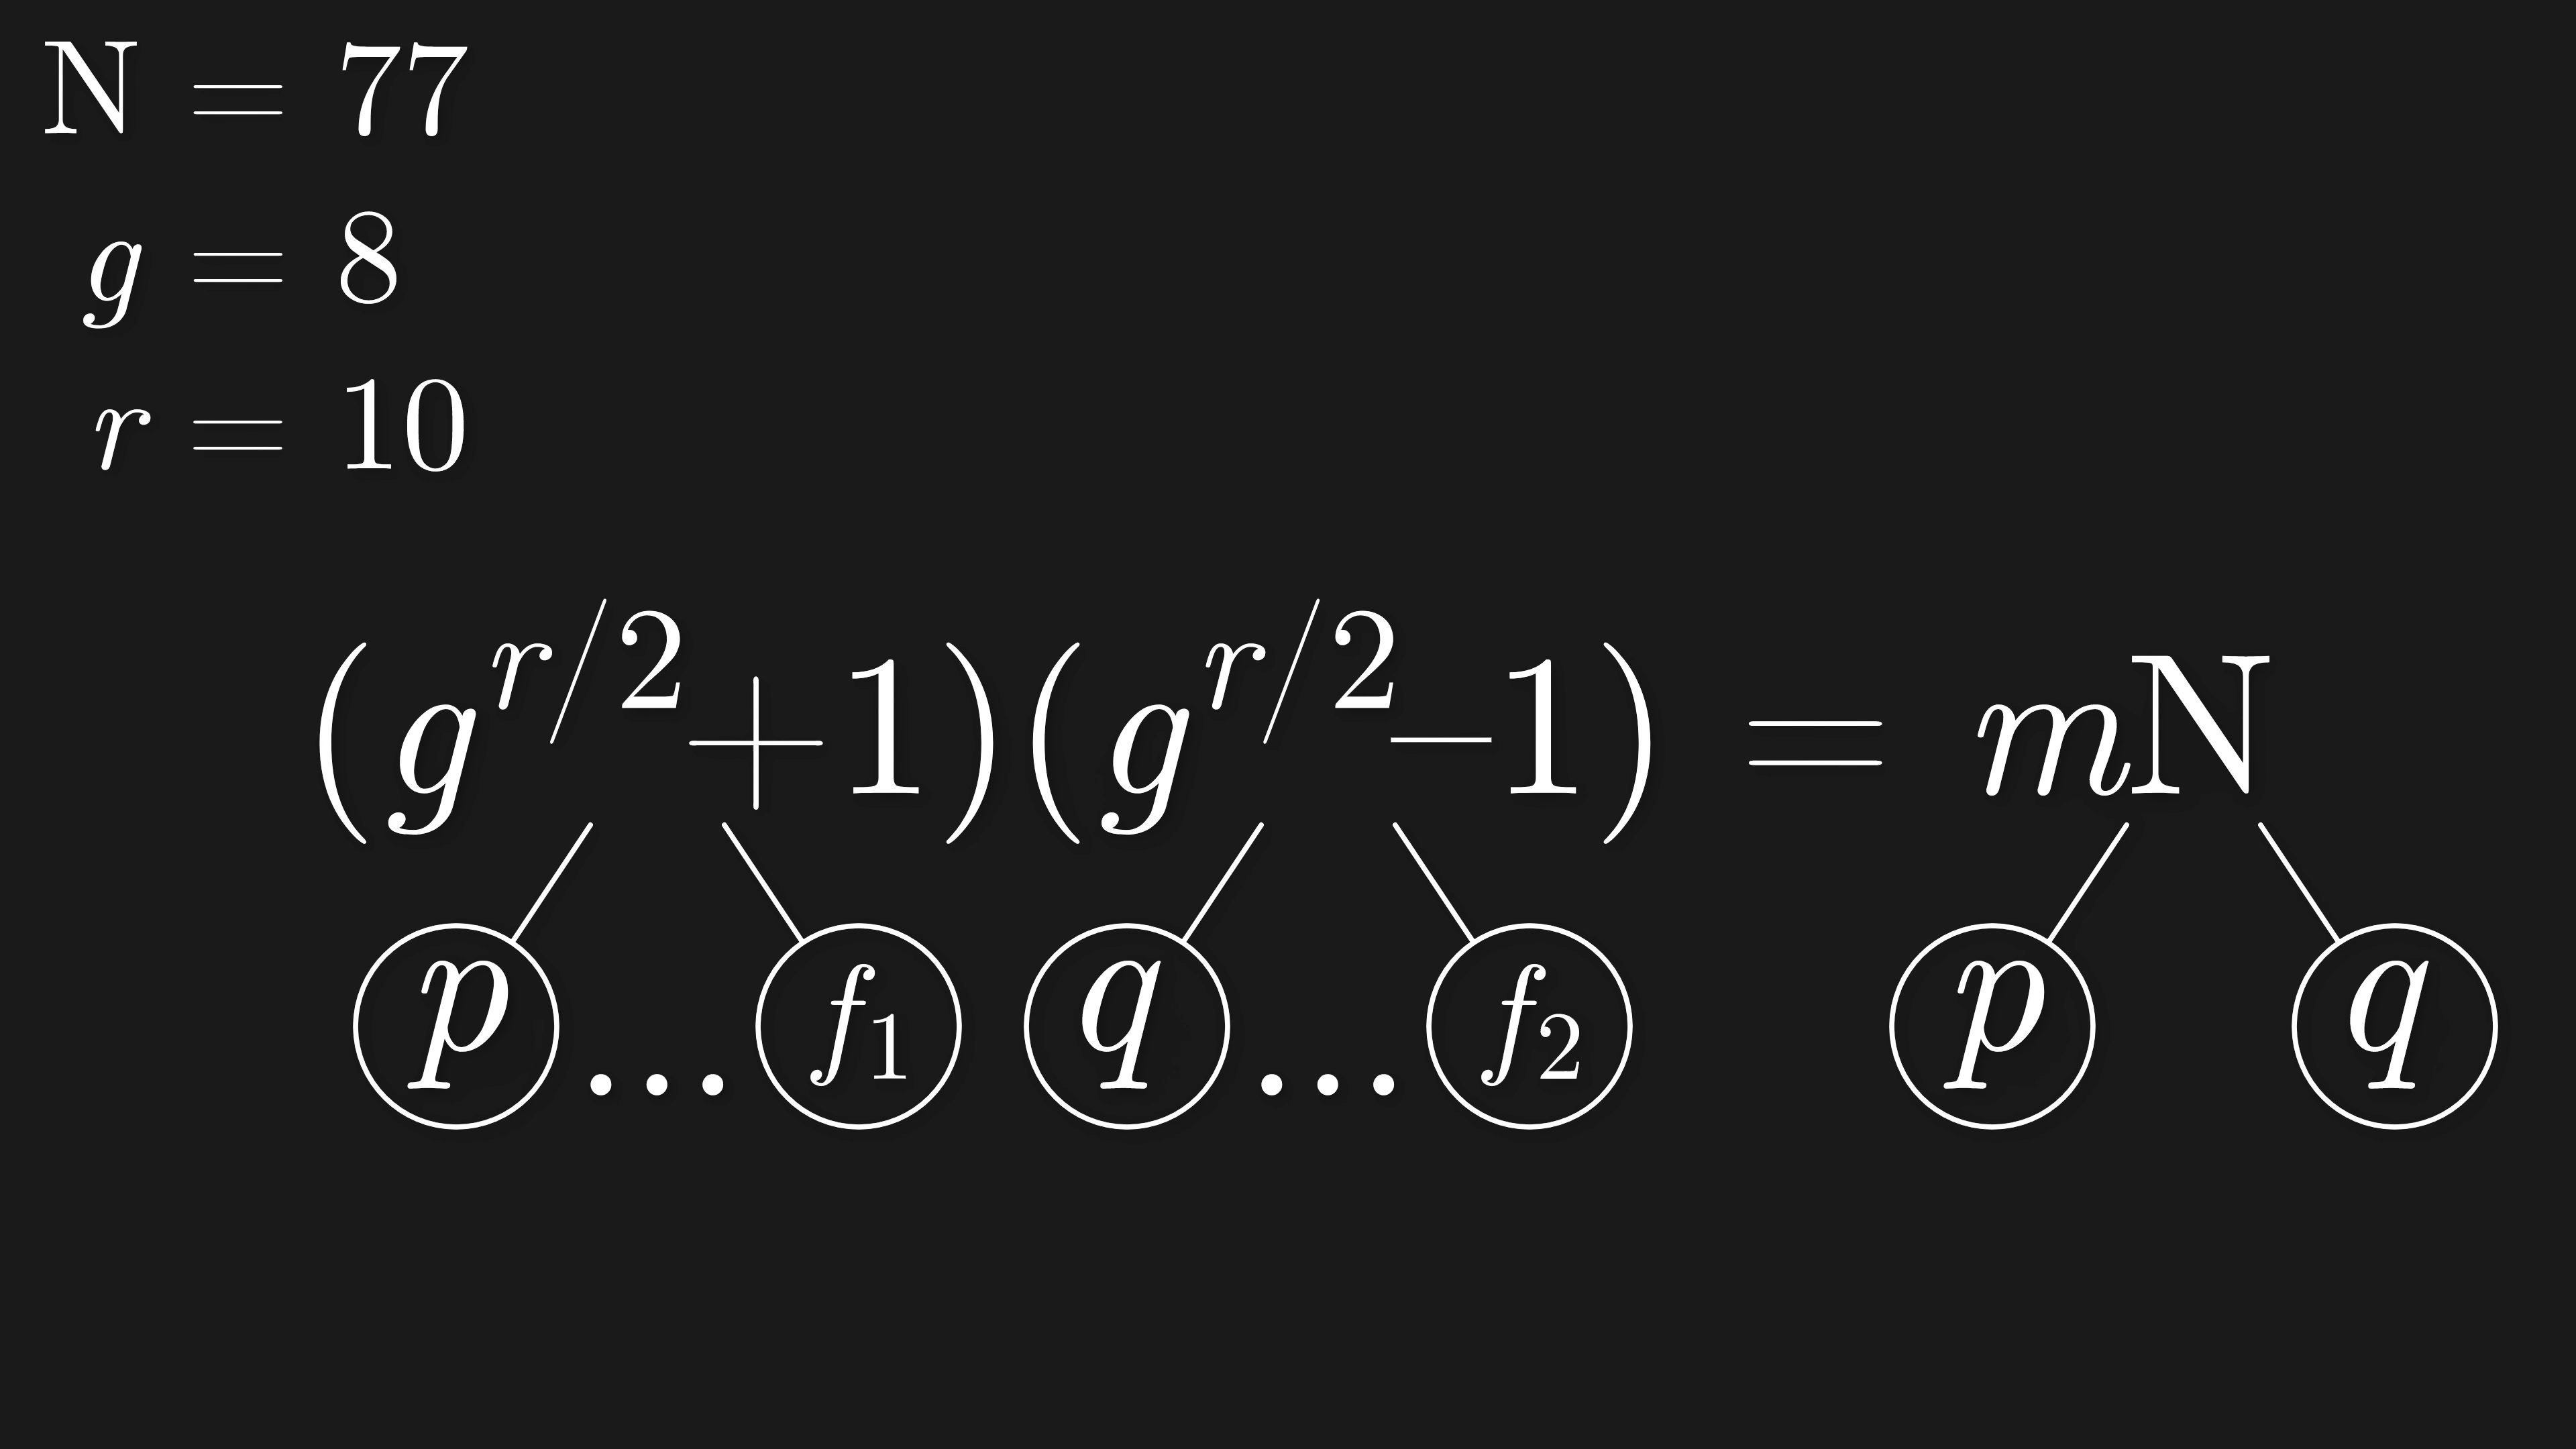 N = 77
g = 8
r = 10
(g^{r/2}+1)(g^{r/2}−1) = mN
p ... f₁ q ... f₂ p q